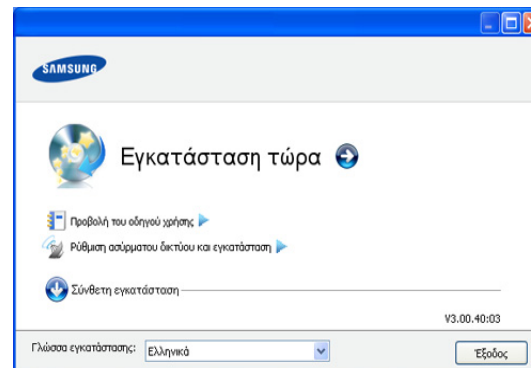 SAMSUNG
Εγκατάσταση τώρα
Προβολή του οδηγού χρήσης
Ρύθμιση ασύρματου δικτύου και εγκατάσταση
Σύνθετη εγκατάσταση
V3.00.40:03
Γλώσσα εγκατάστασης: Ελληνικά
Έξοδος